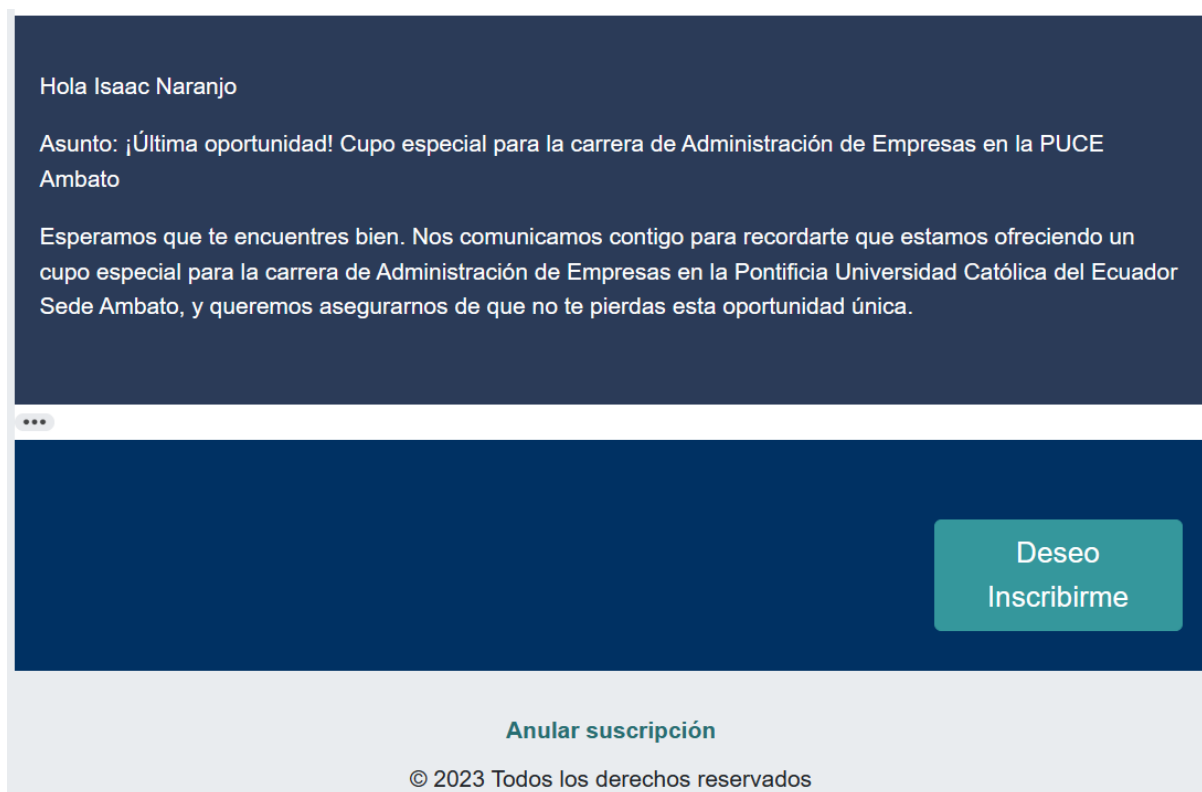 Hola Isaac Naranjo
Asunto: ¡Última oportunidad! Cupo especial para la carrera de Administración de Empresas en la PUCE
Ambato
Esperamos que te encuentres bien. Nos comunicamos contigo para recordarte que estamos ofreciendo un
cupo especial para la carrera de Administración de Empresas en la Pontificia Universidad Católica del Ecuador
Sede Ambato, y queremos asegurarnos de que no te pierdas esta oportunidad única.
Deseo
Inscribirme
Anular suscripción
© 2023 Todos los derechos reservados